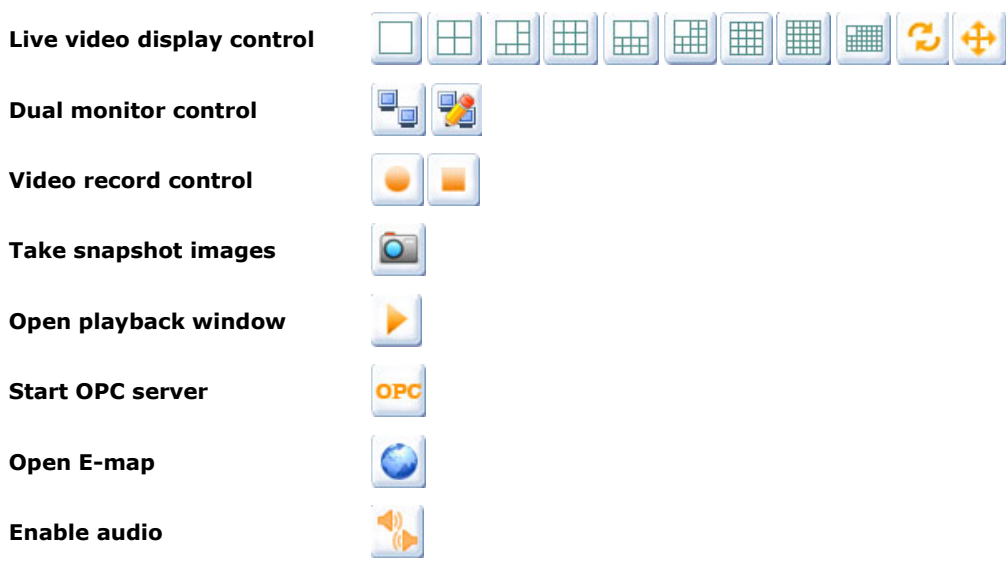 Live video display control
Dual monitor control
Video record control
Take snapshot images
Open playback window
Start OPC server
OPC
Open E-map
Enable audio